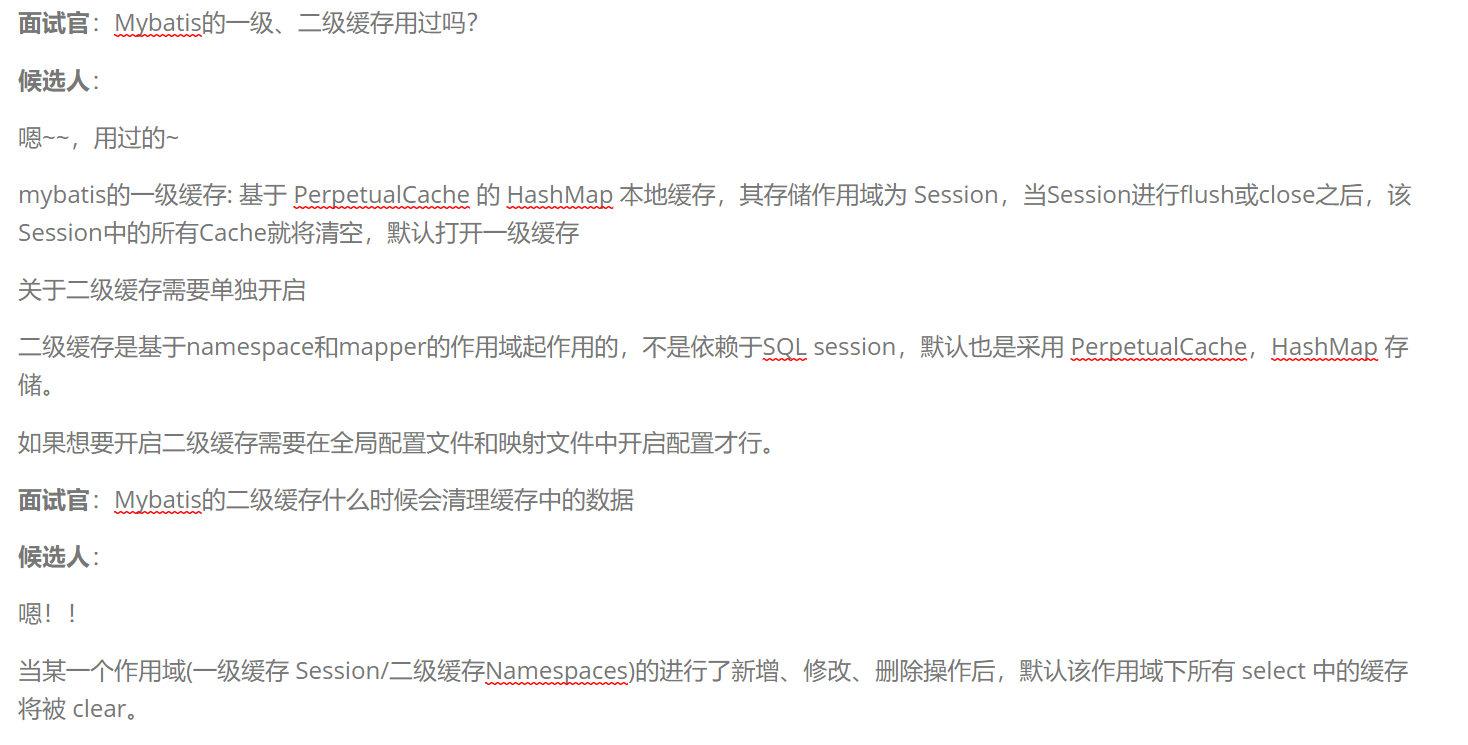 面试官：Mybatis的一级、二级缓存用过吗？
候选人：
嗯~~，用过的~
mybatis的一级缓存: 基于 PerpetualCache 的 HashMap 本地缓存，其存储作用域为 Session，当Session进行flush或close之后，该
Session中的所有Cache就将清空，默认打开一级缓存
关于二级缓存需要单独开启
二级缓存是基于namespace和mapper的作用域起作用的，不是依赖于SQL session，默认也是采用 PerpetualCache，HashMap 存
储。
如果想要开启二级缓存需要在全局配置文件和映射文件中开启配置才行。
面试官：Mybatis的二级缓存什么时候会清理缓存中的数据
候选人：
嗯！！
当某一个作用域(一级缓存 Session/二级缓存Namespaces)的进行了新增、修改、删除操作后，默认该作用域下所有 select 中的缓存
将被 clear。